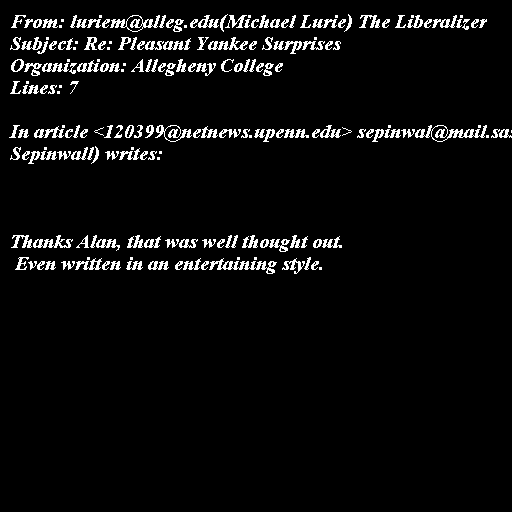 From: luriem@alleg.edu(Michael Lurie) The Liberalizer
Subject: Re: Pleasant Yankee Surprises
Organization: Allegheny College
Lines: 7
In article <120399@netnews.upenn.edu> sepinwal@mail.sas
Sepinwall) writes:
Thanks Alan, that was well thought out.
Even written in an entertaining style.